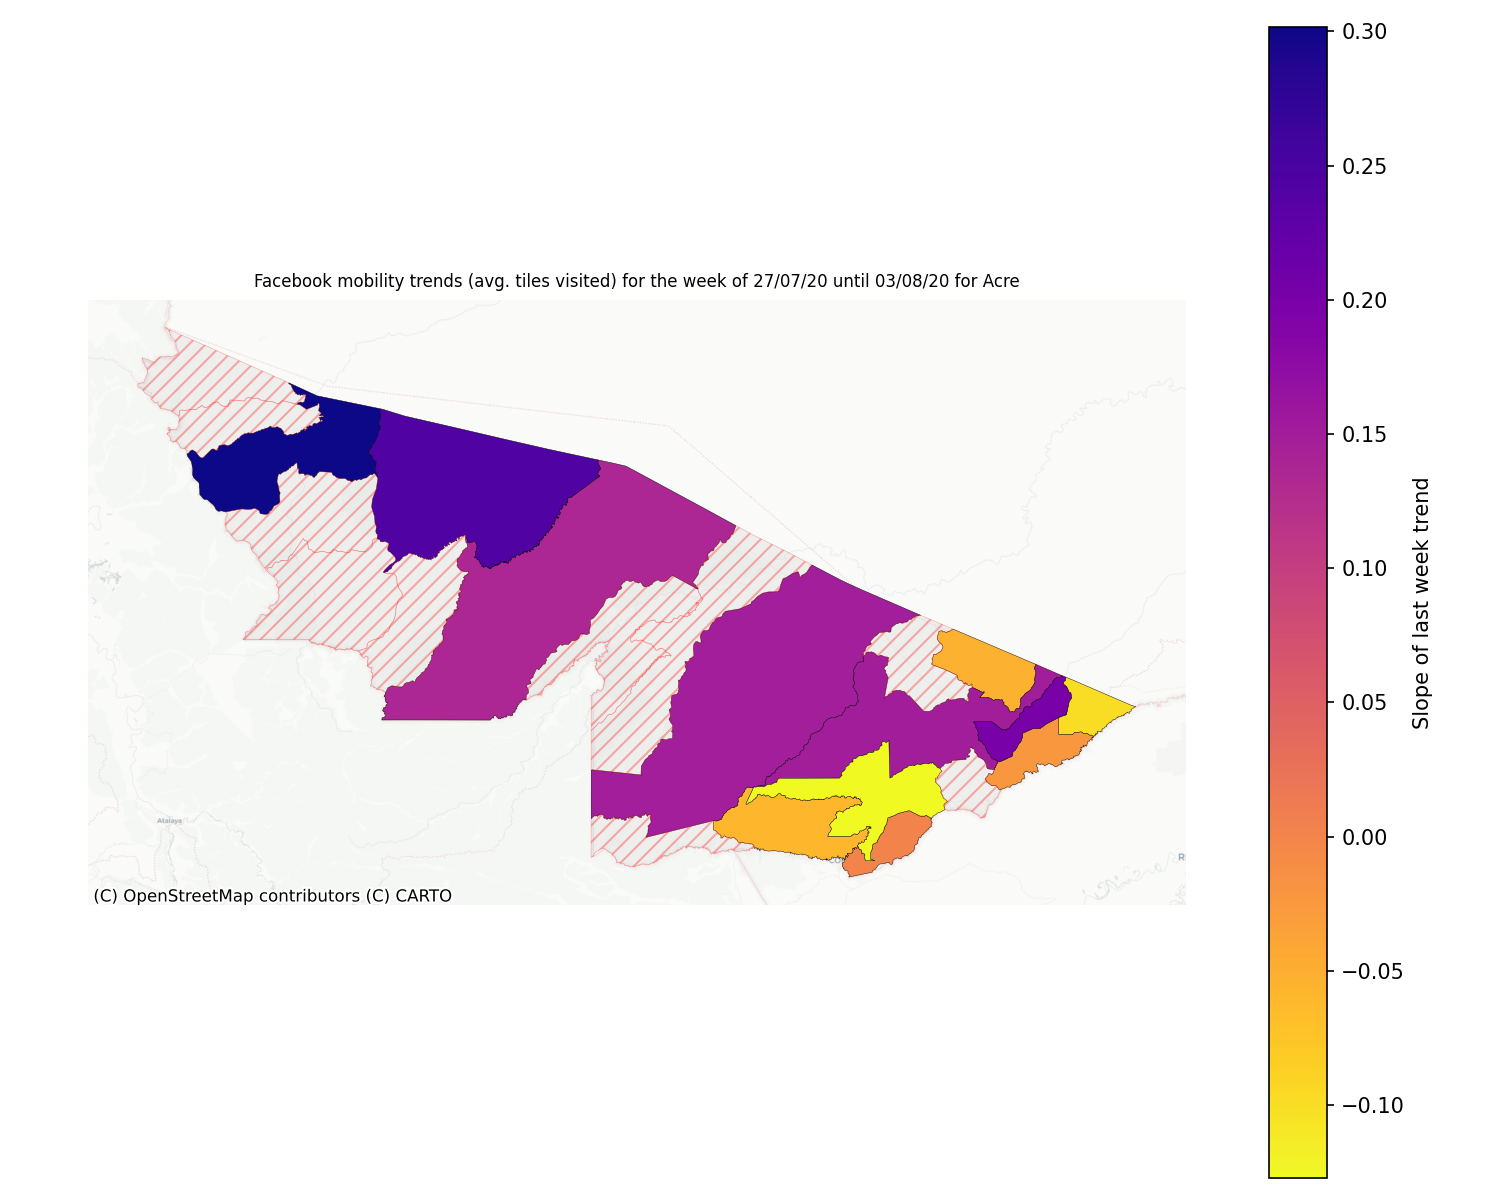 Facebook mobility trends (avg. tiles visited) for the week of 27/07/20 until 03/08/20 for Acre
0.30
0.25
0.20
0.15
0.10
0.05
0.00
−0.05
−0.10
Slope of last week trend
Atalaya
(C) OpenStreetMap contributors (C) CARTO